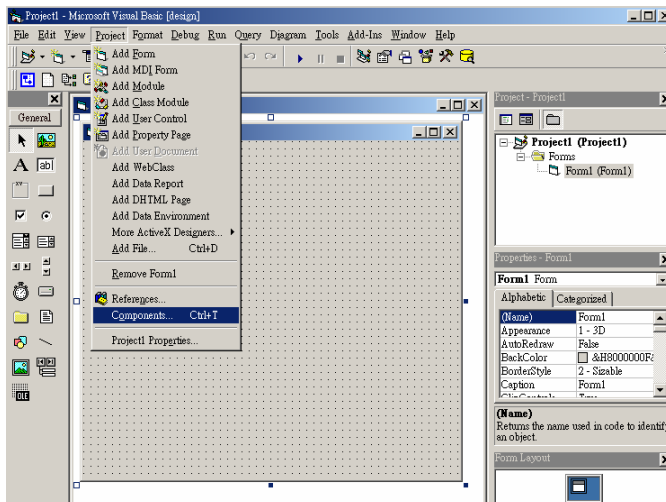 Project1 - Microsoft Visual Basic [design]
File Edit View Project Format Debug Run Query Diagram Tools Add-Ins Window Help
Add Form
Add MDI Form
Add Module
Add Class Module
Add User Control
Add Property Page
Add User Document
Add WebClass
Add Data Report
Add DHTML Page
Add Data Environment
More ActiveX Designers...
Add File... Ctrl+D
Remove Form1
References...
Components... Ctrl+T
Project1 Properties...
General
A ab
XY
OLE
Project - Project1
Project1 (Project1)
Forms
Form1 (Form1)
Properties - Form1
Form1 Form
Alphabetic Categorized
(Name) Form1
Appearance 1 - 3D
AutoRedraw False
BackColor &H8000000F&
BorderStyle 2 - Sizable
Caption Form1
(Name)
Returns the name used in code to identify
an object.
Form Layout